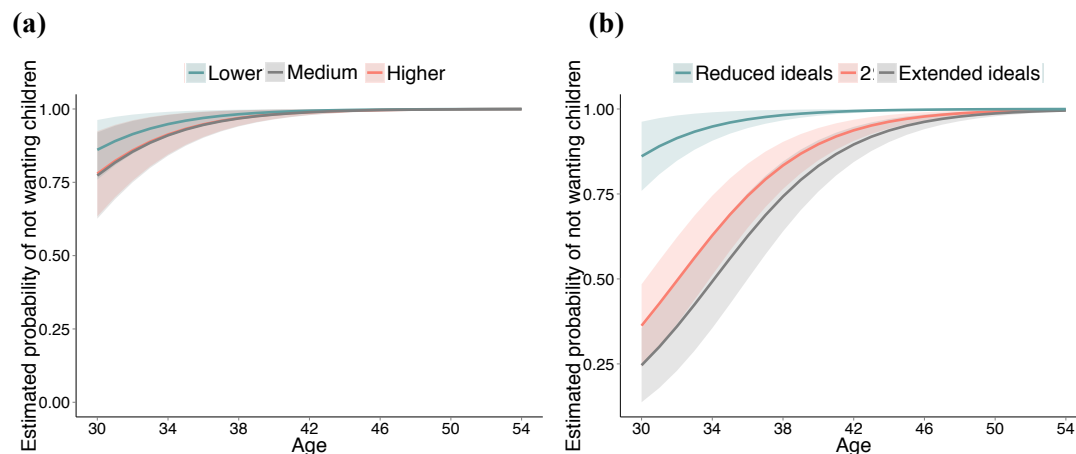 (a)
Lower Medium Higher
Estimated probability of not wanting children
1.00
0.75
0.50
0.25
0.00
30 34 38 42 46 50 54
Age
(b)
Reduced ideals 2: Extended ideals
Estimated probability of not wanting children
1.00
0.75
0.50
0.25
30 34 38 42 46 50 54
Age